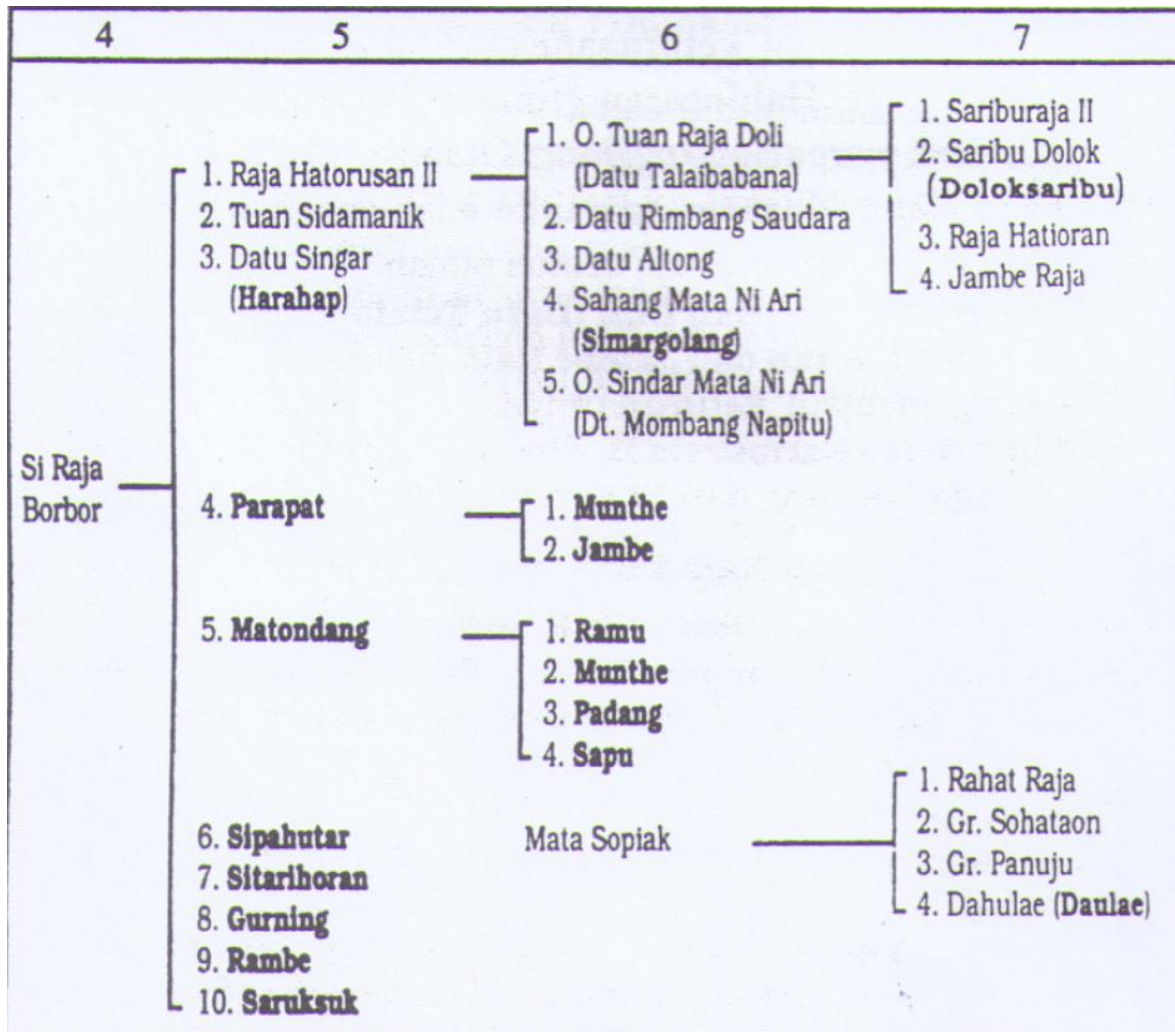 4 5 6 7
Si Raja
Borbor
1. Raja Hatorusan II
2. Tuan Sidamanik
3. Datu Singar
(Harahap)
4. Parapat
5. Matondang
6. Sipahutar
7. Sitarihoran
8. Gurning
9. Rambe
10. Saruksuk
1. O. Tuan Raja Doli
(Datu Talaibabana)
2. Datu Rimbang Saudara
3. Datu Altong
4. Sahang Mata Ni Ari
(Simargolang)
5. O. Sindar Mata Ni Ari
(Dt. Mombang Napitu)
1. Munthe
2. Jambe
1. Ramu
2. Munthe
3. Padang
4. Sapu
Mata Sopiak
1. Sariburaja II
2. Saribu Dolok
(Doloksaribu)
3. Raja Hatioran
4. Jambe Raja
1. Rahat Raja
2. Gr. Sohataon
3. Gr. Panuju
4. Dahulae (Daulae)